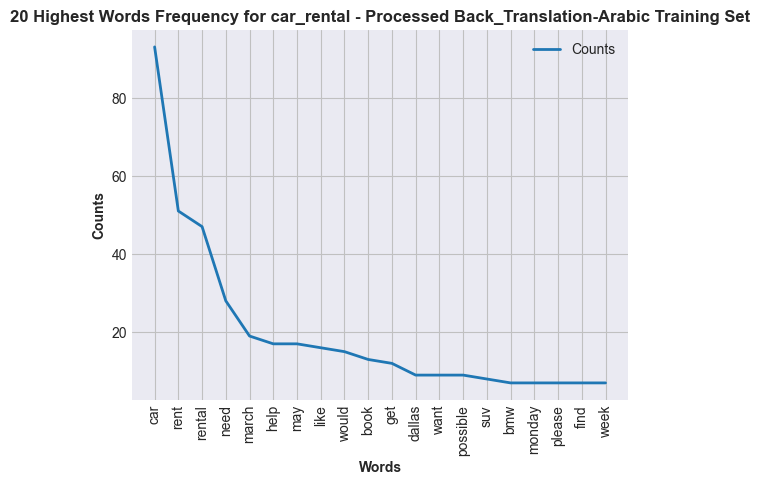 20 Highest Words Frequency for car_rental - Processed Back_Translation-Arabic Training Set
Counts
80
60
40
20
Counts
car
rent
rental
need
march
help
may
like
would
book
get
dallas
want
possible
suv
bmw
monday
please
find
week
Words